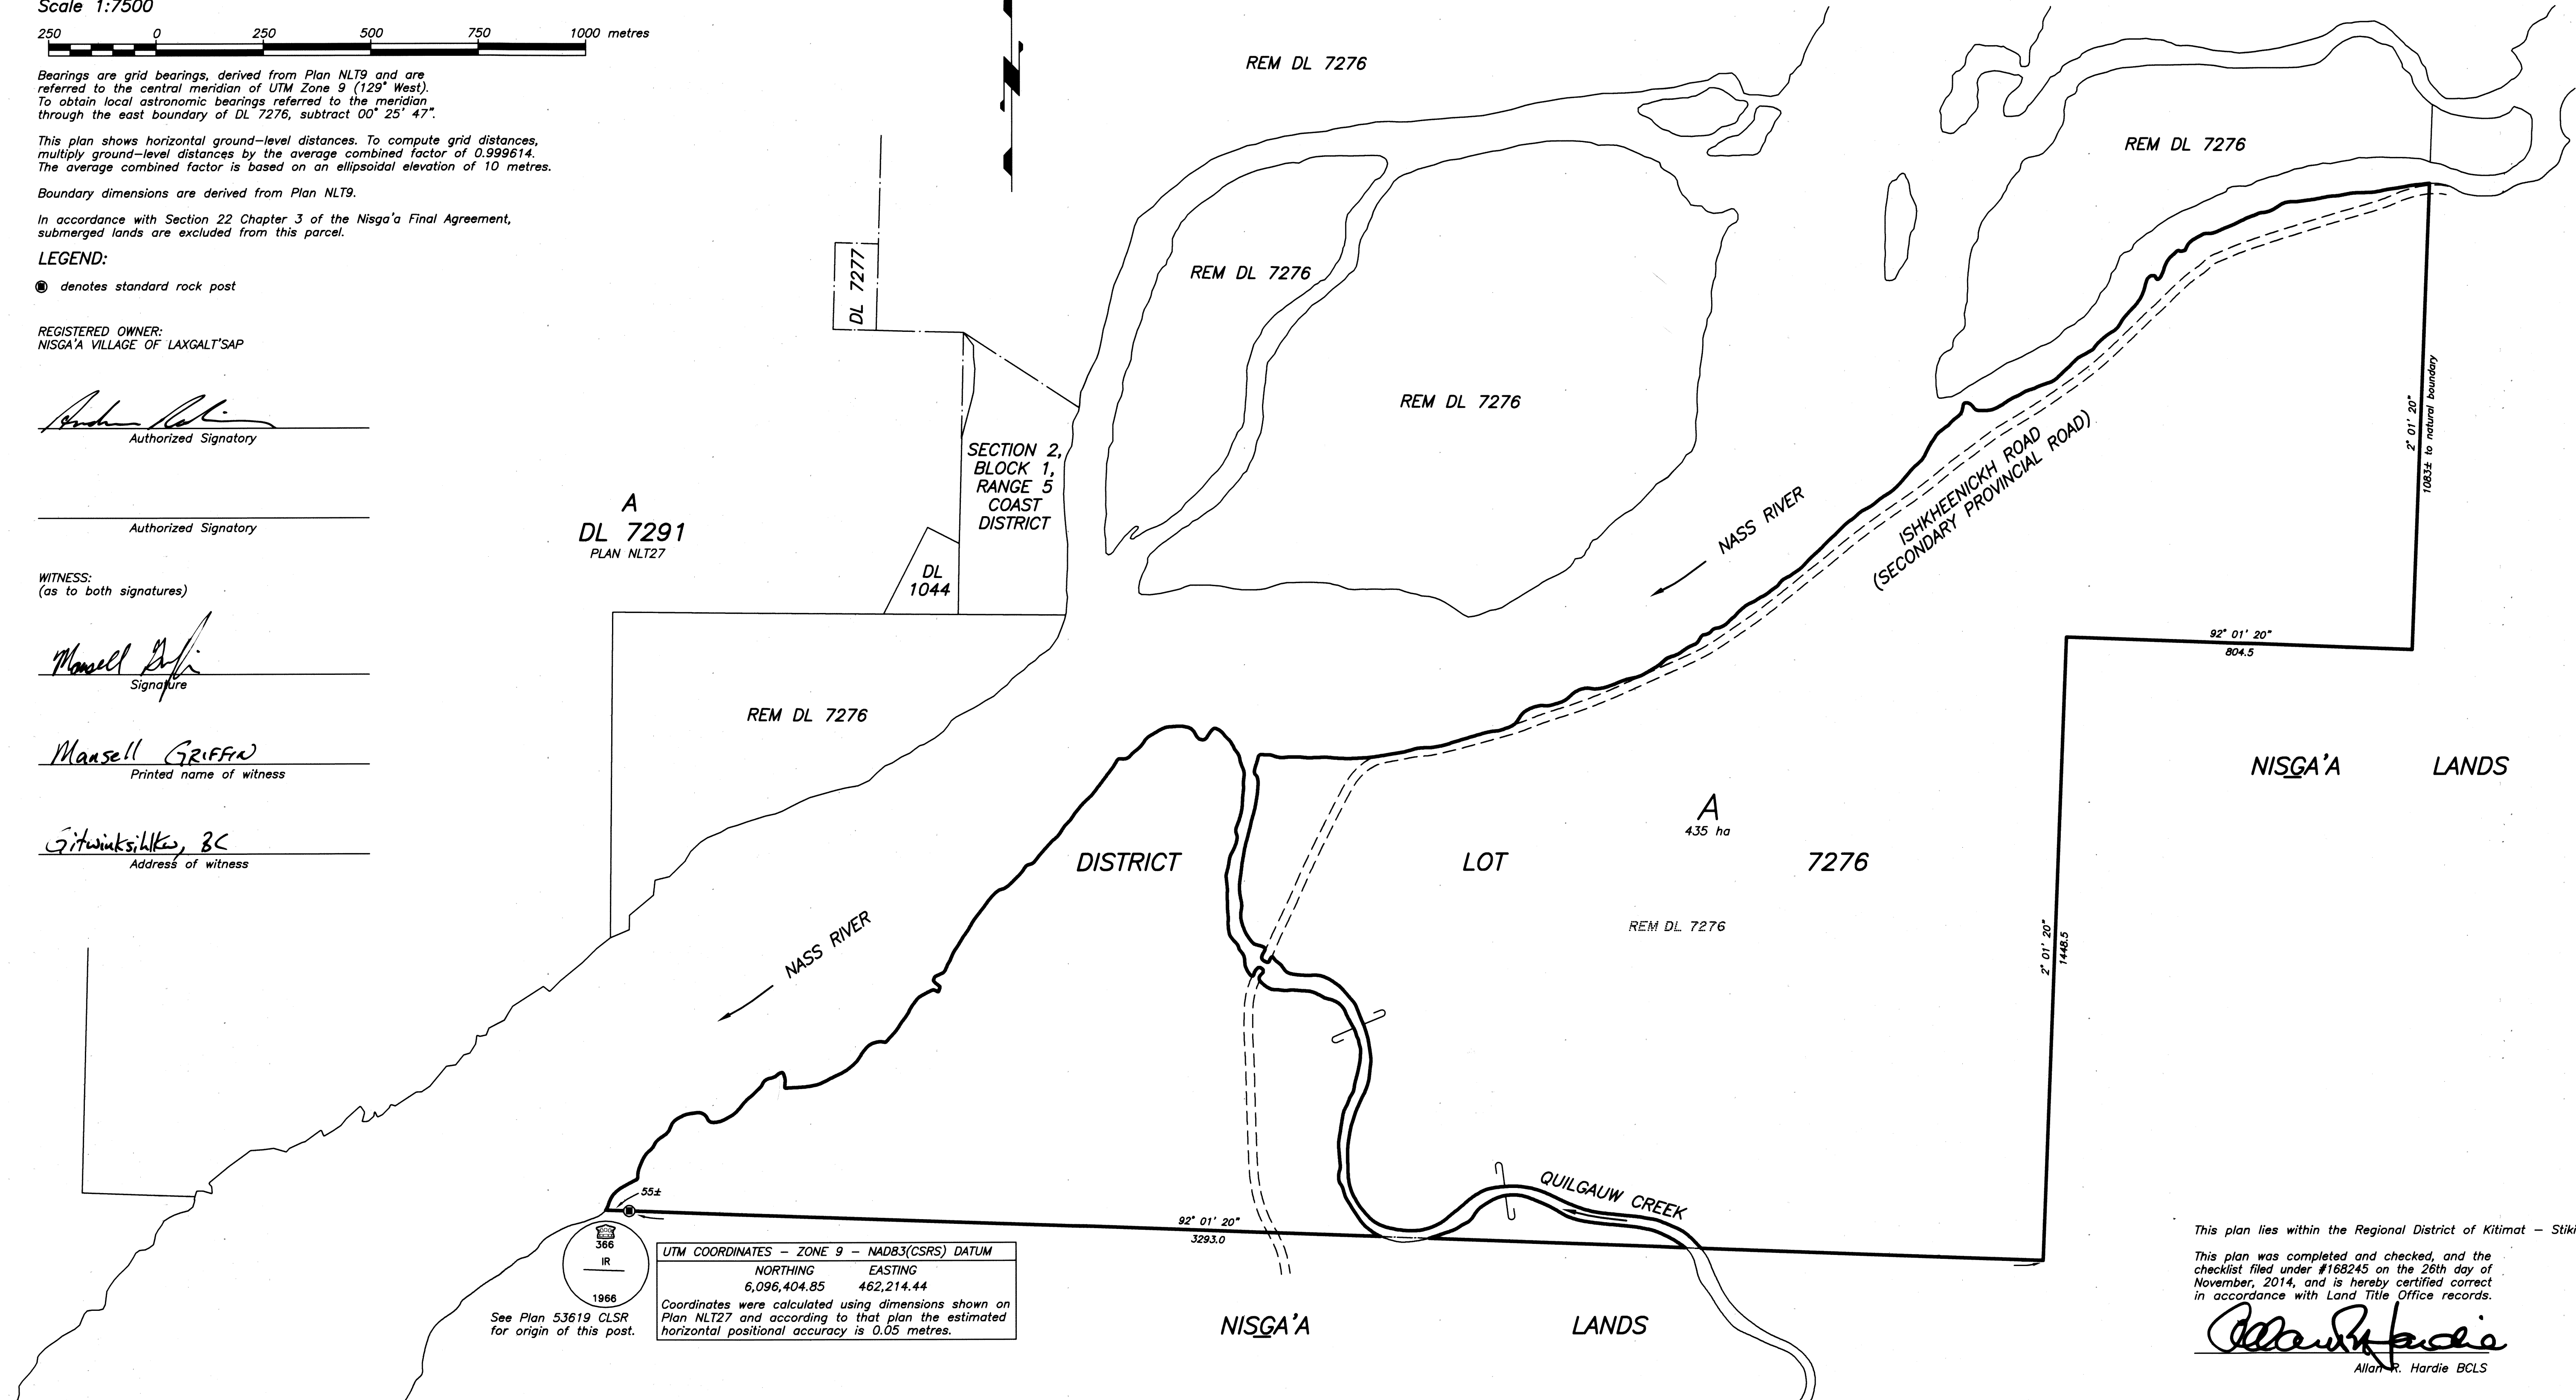 Scale 1:7500
250 0 250 500 750 1000 metres
Bearings are grid bearings, derived from Plan NLT9 and are
referred to the central meridian of UTM Zone 9 (129° West).
To obtain local astronomic bearings referred to the meridian
through the east boundary of DL 7276, subtract 00° 25' 47".
This plan shows horizontal ground-level distances. To compute grid distances,
multiply ground-level distances by the average combined factor of 0.999614.
The average combined factor is based on an ellipsoidal elevation of 10 metres.
Boundary dimensions are derived from Plan NLT9.
In accordance with Section 22 Chapter 3 of the Nisga'a Final Agreement,
submerged lands are excluded from this parcel.
LEGEND:
denotes standard rock post
REGISTERED OWNER:
NISGA'A VILLAGE OF LAXGALT'SAP
Authorized Signatory
Authorized Signatory
WITNESS:
(as to both signatures)
Mansell Griffin
Signature
Mansell GRIFFIN
Printed name of witness
Gitwinksihlkw, BC
Address of witness
A
DL 7291
PLAN NLT27
DL 7277
SECTION 2,
BLOCK 1,
RANGE 5
COAST
DISTRICT
DL
1044
REM DL 7276
REM DL 7276
REM DL 7276
REM DL 7276
REM DL 7276
NASS RIVER
ISHKHEENICKH ROAD
(SECONDARY PROVINCIAL ROAD)
2° 01' 20"
1083± to natural boundary
92° 01' 20"
804.5
NISGA'A LANDS
A
435 ha
DISTRICT LOT 7276
REM DL 7276
2° 01' 20"
1448.5
NASS RIVER
QUILGAUW CREEK
55±
92° 01' 20"
3293.0
366
IR
1966
See Plan 53619 CLSR
for origin of this post.
UTM COORDINATES - ZONE 9 - NAD83(CSRS) DATUM
NORTHING EASTING
6,096,404.85 462,214.44
Coordinates were calculated using dimensions shown on
Plan NLT27 and according to that plan the estimated
horizontal positional accuracy is 0.05 metres.
NISGA'A LANDS
This plan lies within the Regional District of Kitimat - Stiki
This plan was completed and checked, and the
checklist filed under #168245 on the 26th day of
November, 2014, and is hereby certified correct
in accordance with Land Title Office records.
Allan R Hardie
Allan R. Hardie BCLS